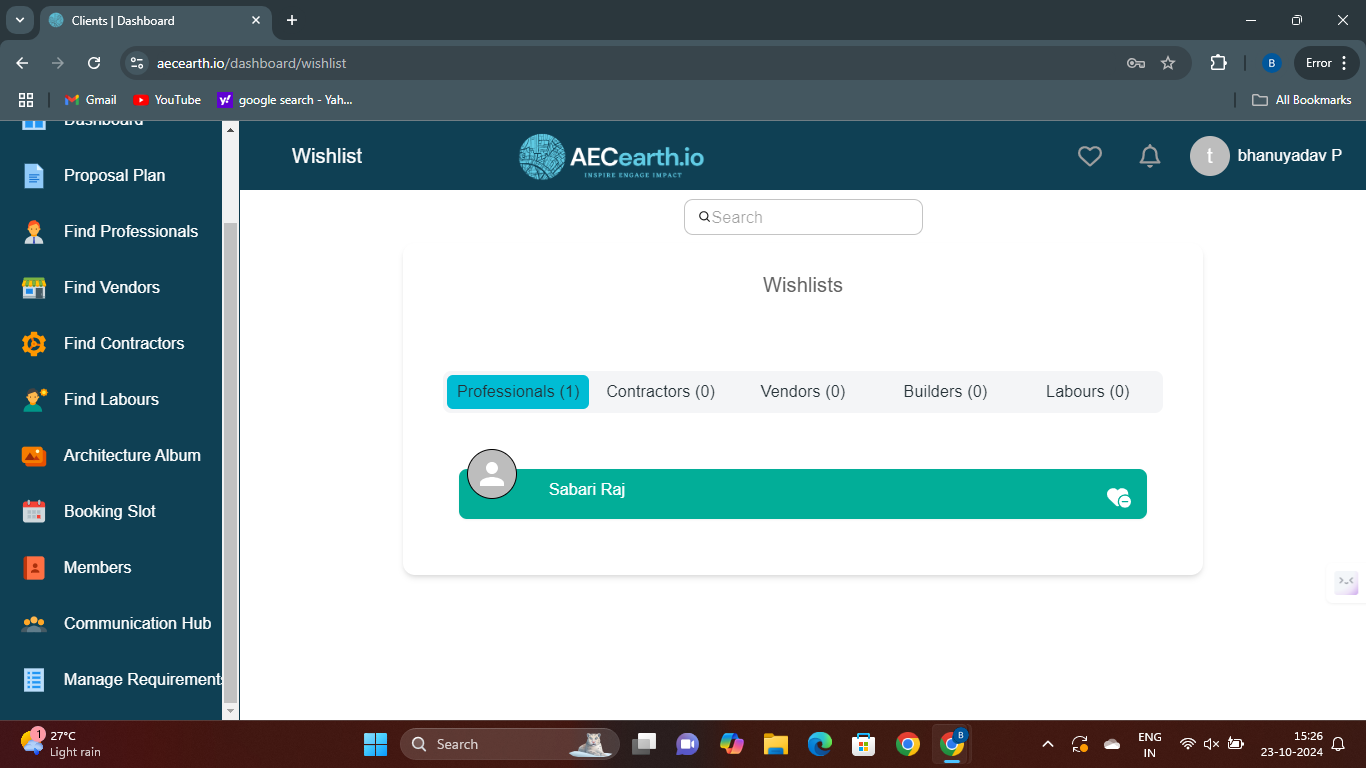 Clients | Dashboard
aecearth.io/dashboard/wishlist
B
Error
Gmail
YouTube
google search - Yah...
All Bookmarks
Dashboard
Proposal Plan
Find Professionals
Find Vendors
Find Contractors
Find Labours
Architecture Album
Booking Slot
Members
Communication Hub
Manage Requirements
Wishlist
AECearth.io
INSPIRE ENGAGE IMPACT
t
bhanuyadav P
Search
Wishlists
Professionals (1)
Contractors (0)
Vendors (0)
Builders (0)
Labours (0)
Sabari Raj
>_<
1
27°C
Light rain
Search
B
ENG
IN
15:26
23-10-2024